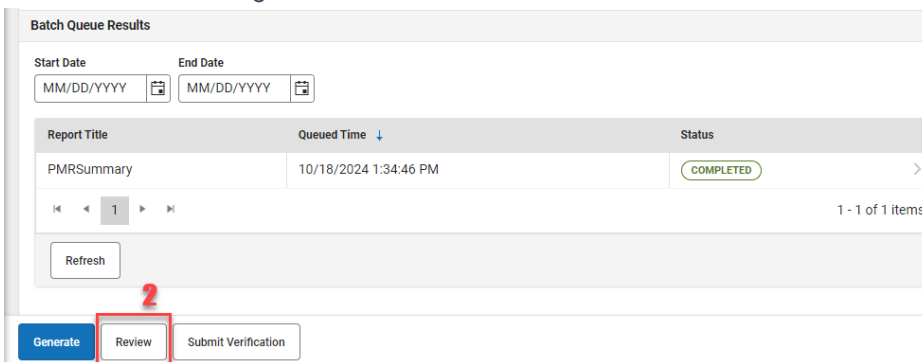 Batch Queue Results
Start Date End Date
MM/DD/YYYY MM/DD/YYYY
Report Title Queued Time ↓ Status
PMRSummary 10/18/2024 1:34:46 PM COMPLETED
1 1 - 1 of 1 items
Refresh
2
Generate Review Submit Verification